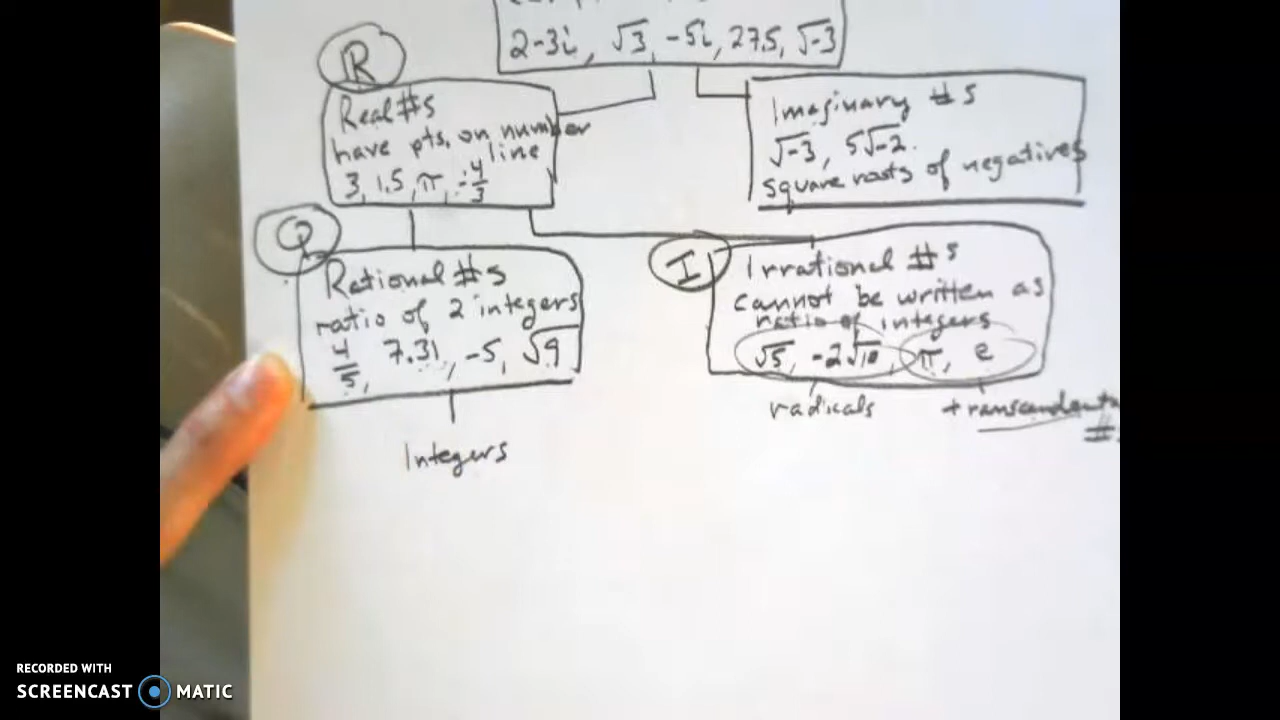 2-3i, √3, -5i, 27.5, √-3
R
Real #s
have pts. on number
line
3, 1.5, π, -4/3
Imaginary #s
√-3, 5√-2.
square roots of negatives
Q
Rational #s
ratio of 2 integers
4/5, 7.31, -5, √9
I
Irrational #s
cannot be written as
ratio of integers
√5, -2√10, π, e
radicals
Integers
RECORDED WITH
SCREENCAST MATIC